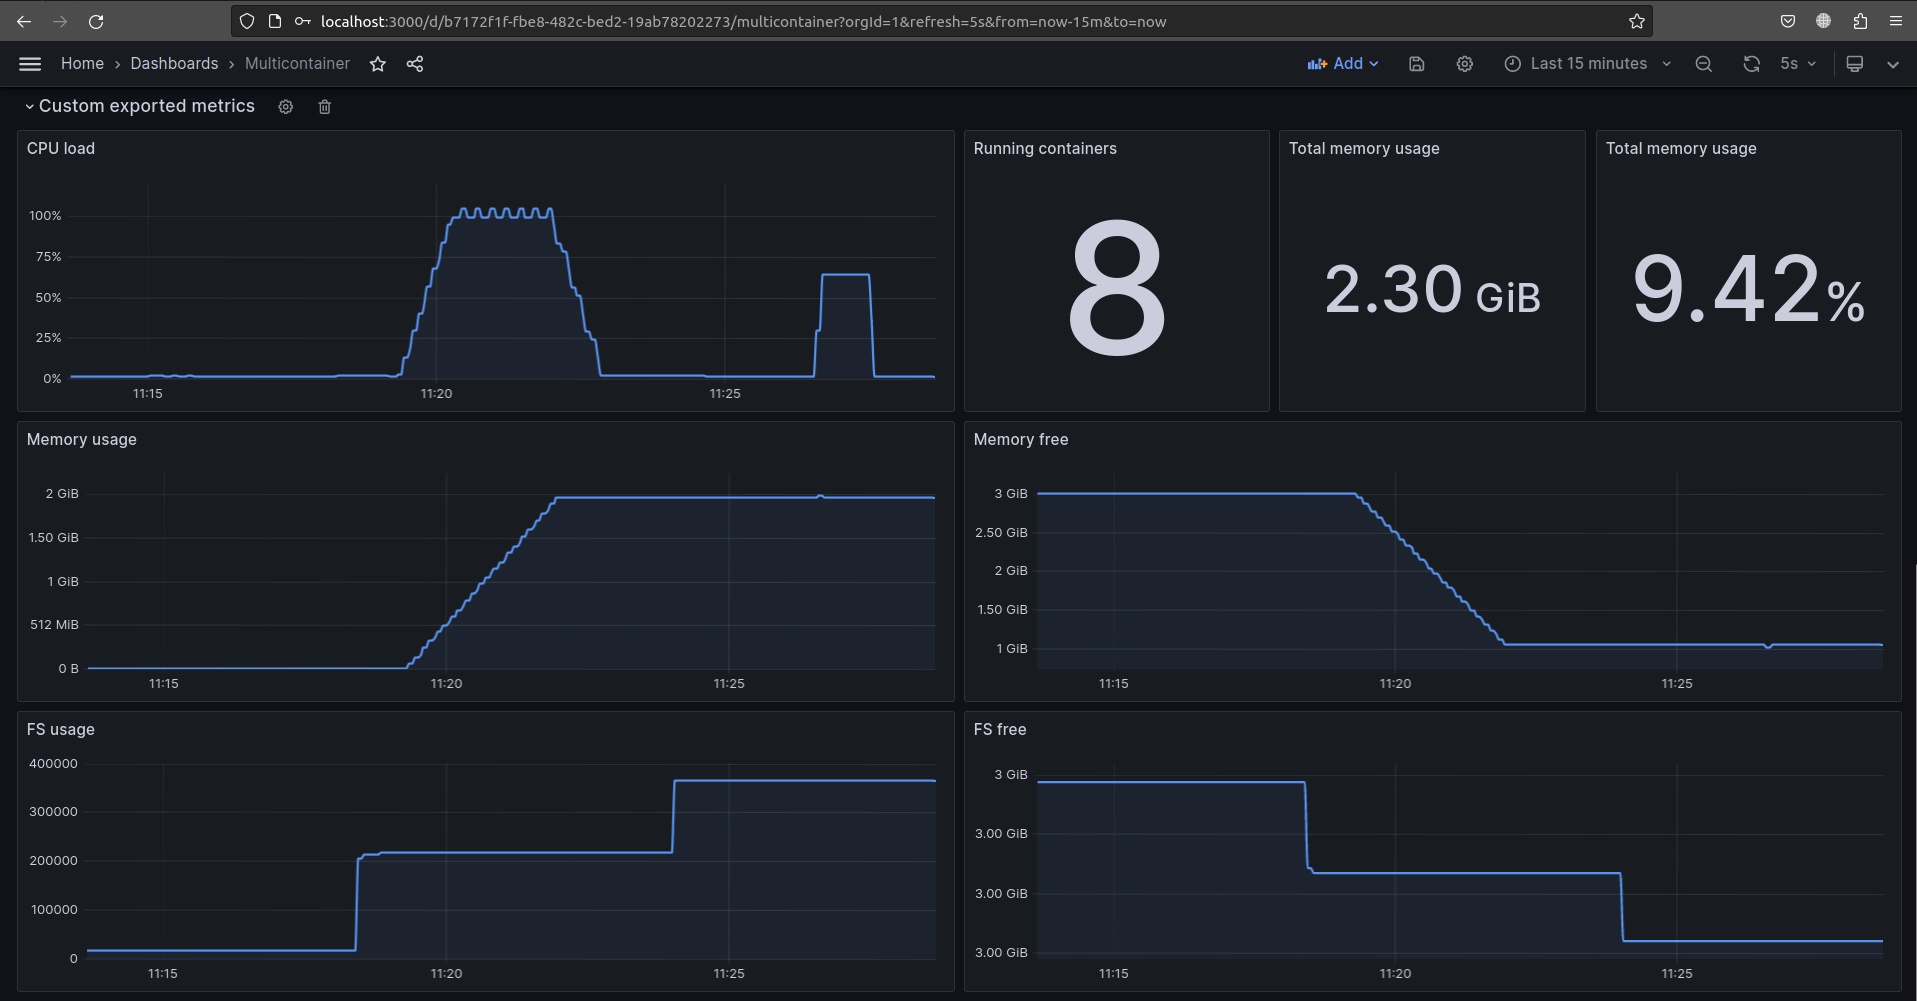 localhost:3000/d/b7172f1f-fbe8-482c-bed2-19ab78202273/multicontainer?orgId=1&refresh=5s&from=now-15m&to=now
Home › Dashboards › Multicontainer
Add
Last 15 minutes
5s
Custom exported metrics
CPU load
100%
75%
50%
25%
0%
11:15
11:20
11:25
Running containers
8
Total memory usage
2.30 GiB
Total memory usage
9.42%
Memory usage
2 GiB
1.50 GiB
1 GiB
512 MiB
0 B
11:15
11:20
11:25
Memory free
3 GiB
2.50 GiB
2 GiB
1.50 GiB
1 GiB
11:15
11:20
11:25
FS usage
400000
300000
200000
100000
0
11:15
11:20
11:25
FS free
3 GiB
3.00 GiB
3.00 GiB
3.00 GiB
11:15
11:20
11:25